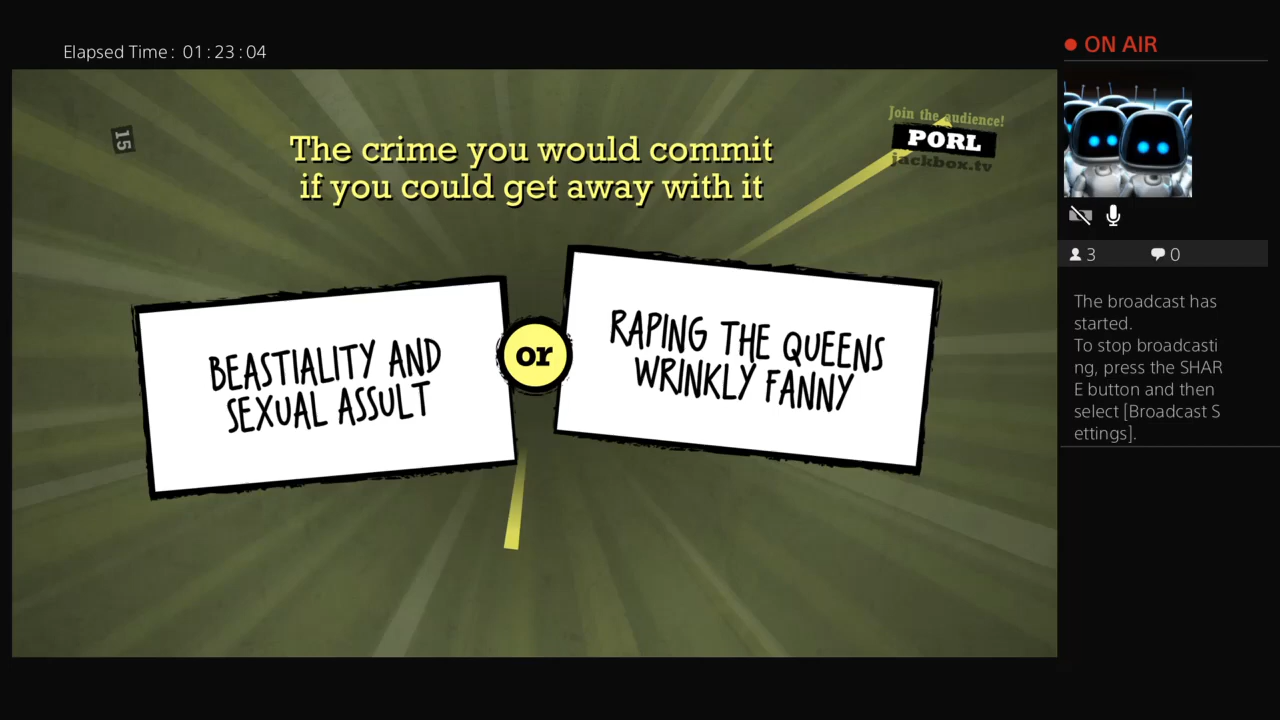 Elapsed Time: 01:23:04
ON AIR
15
The crime you would commit
if you could get away with it
Join the audience!
PORL
jackbox.tv
BEASTIALITY AND
SEXUAL ASSULT
or
RAPING THE QUEENS
WRINKLY FANNY
3
0
The broadcast has
started.
To stop broadcasti
ng, press the SHAR
E button and then
select [Broadcast S
ettings].